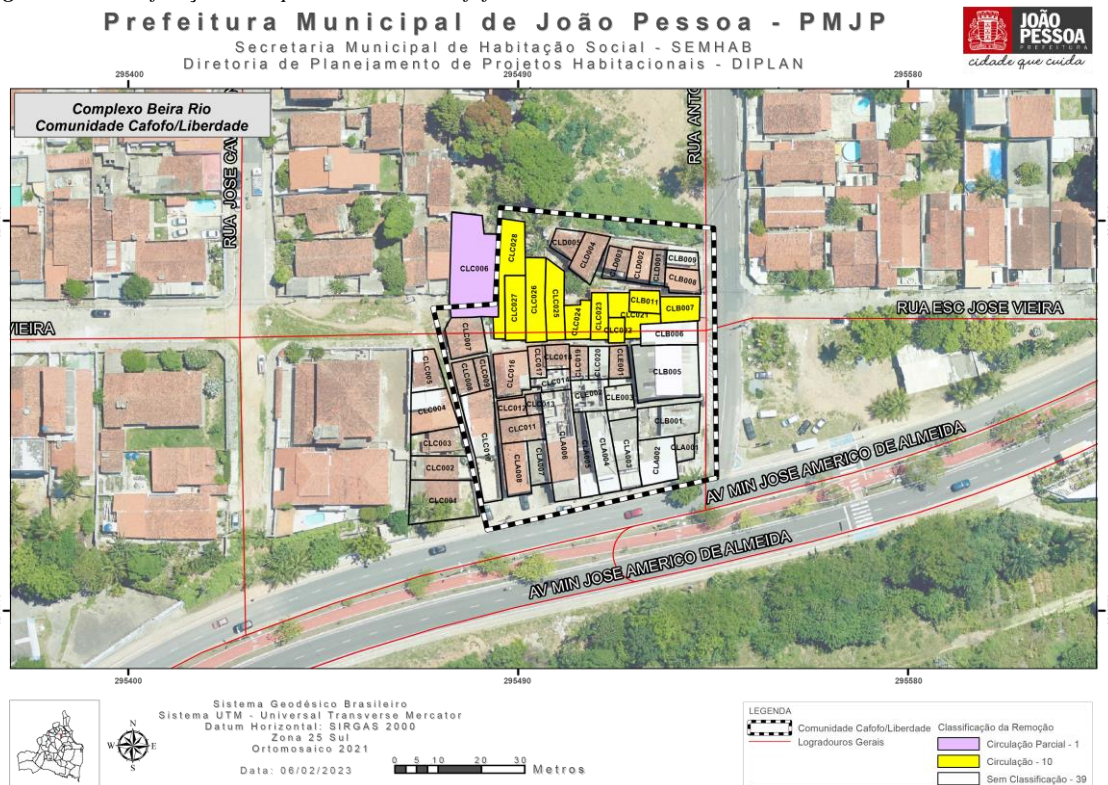 Prefeitura Municipal de João Pessoa - PMJP
Secretaria Municipal de Habitação Social - SEMHAB
Diretoria de Planejamento de Projetos Habitacionais - DIPLAN
JOÃO
PESSOA
PREFEITURA
cidade que cuida
295400 295490 295580
Complexo Beira Rio
Comunidade Cafofo/Liberdade
RUA JOSE CAV
RUA ANTO
CLC006
CLC028
CLD005
CLD004
CLD003
CLD002
CLD001
CLB009
CLB008
CLC027
CLC026
CLC025
CLC024
CLC023
CLC021
CLC022
CLB011
CLB007
CLB006
VIEIRA
RUA ESC JOSE VIEIRA
CLC007
CLC005
CLC008
CLC009
CLC016
CLC017
CLC018
CLC019
CLC020
CLE001
CLB005
CLC004
CLC012
CLC013
CLC014
CLE002
CLE003
CLC003
CLC010
CLC011
CLB001
CLC002
CLA008
CLA007
CLA006
CLA005
CLA004
CLA003
CLA002
CLA001
AV MIN JOSE AMERICO DE ALMEIDA
AV MIN JOSE AMERICO DE ALMEIDA
295400 295490 295580
Sistema Geodésico Brasileiro
Sistema UTM - Universal Transverse Mercator
Datum Horizontal: SIRGAS 2000
Zona 25 Sul
Ortomosaico 2021
Data: 06/02/2023
N
W E
S
0 5 10 20 30 Metros
LEGENDA
Comunidade Cafofo/Liberdade
Logradouros Gerais
Classificação da Remoção
Circulação Parcial - 1
Circulação - 10
Sem Classificação - 39